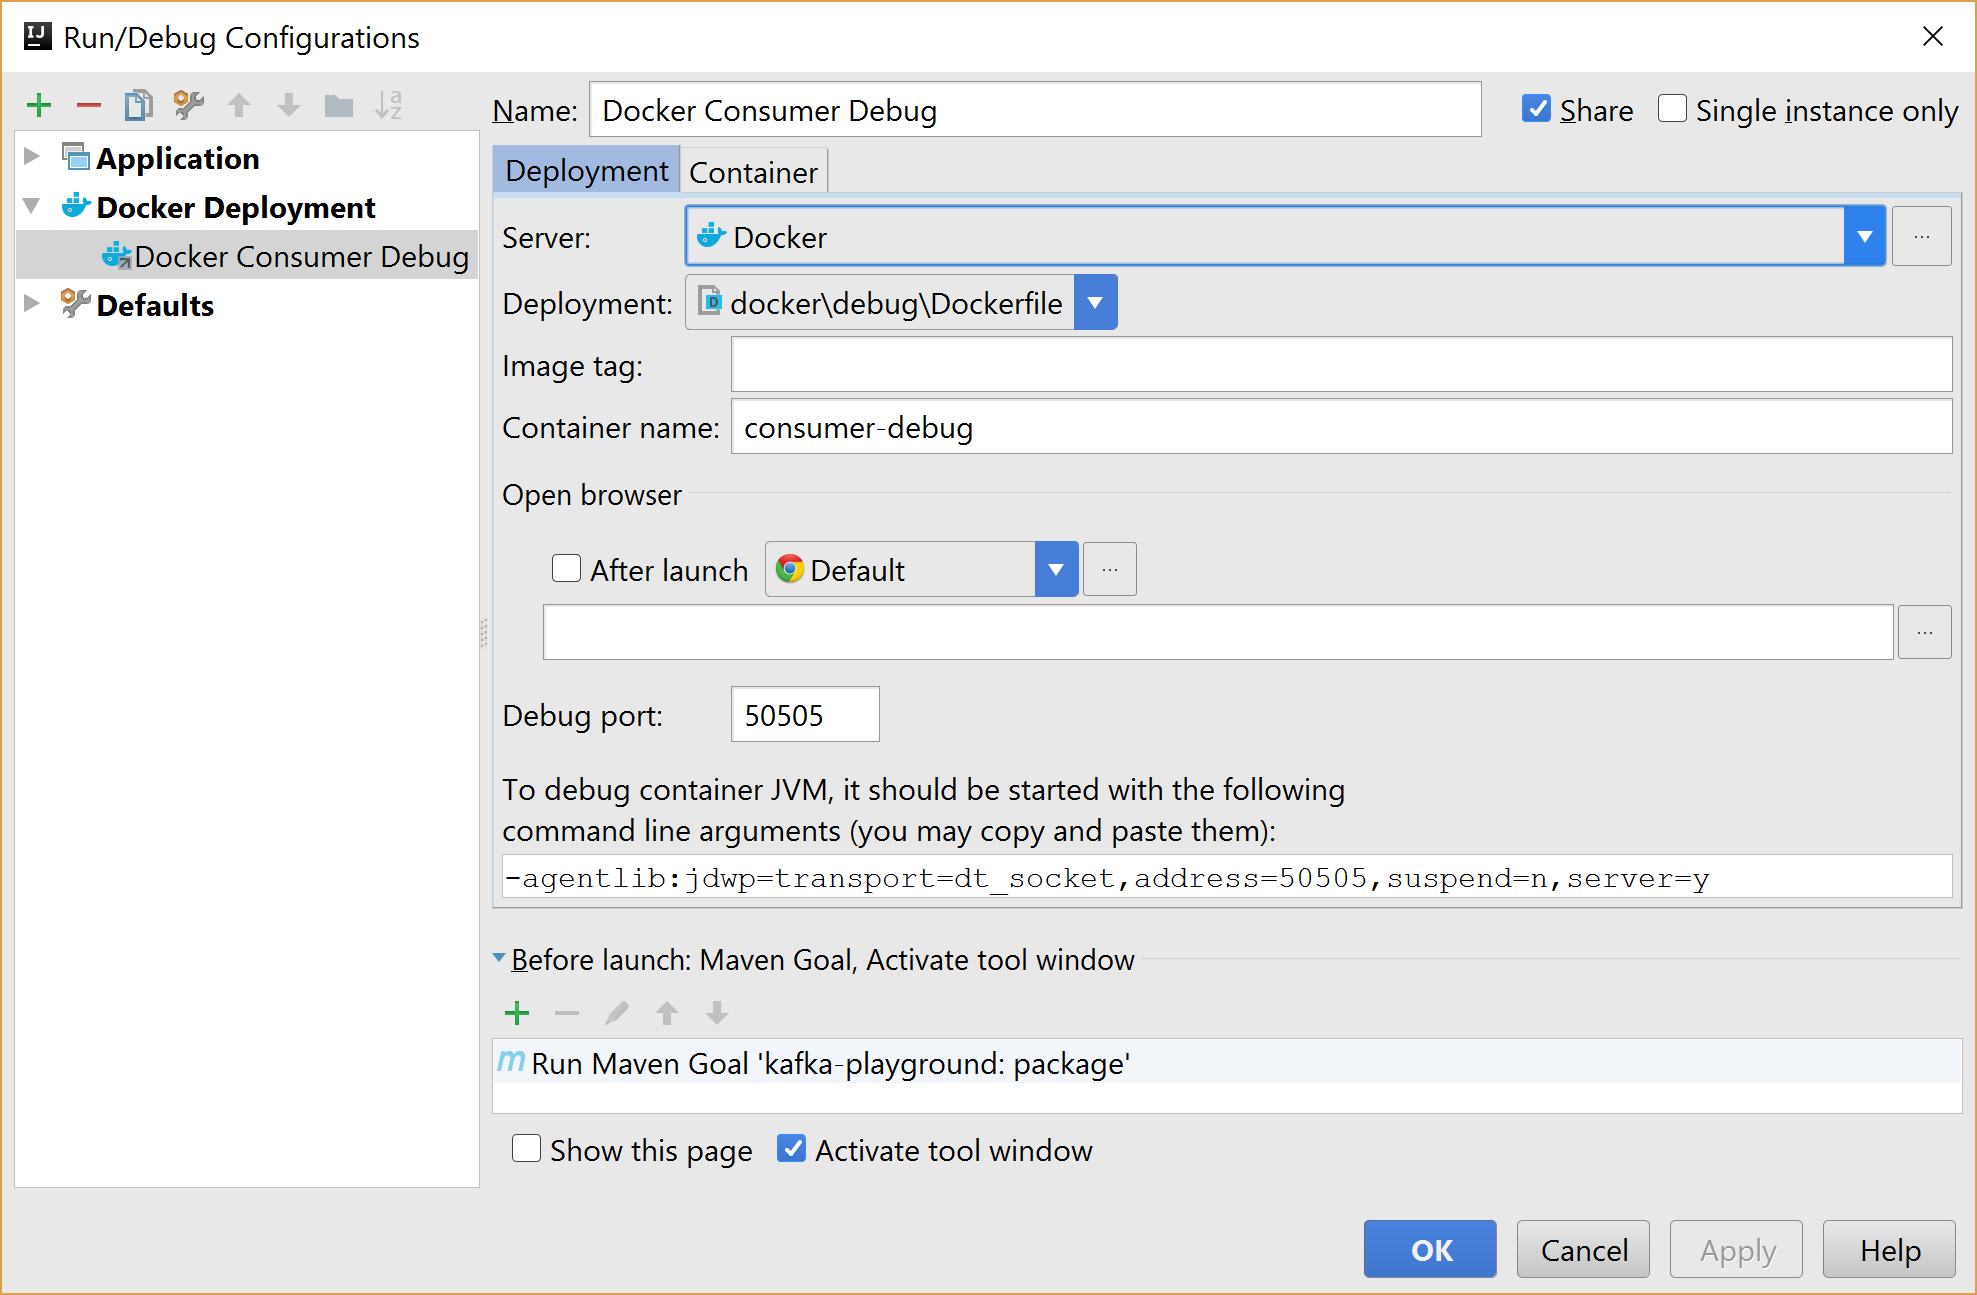 Run/Debug Configurations
Name: Docker Consumer Debug Share Single instance only
Application
Docker Deployment
Docker Consumer Debug
Defaults
Deployment Container
Server: Docker ...
Deployment: docker\debug\Dockerfile
Image tag:
Container name: consumer-debug
Open browser
After launch Default ...
...
Debug port: 50505
To debug container JVM, it should be started with the following
command line arguments (you may copy and paste them):
-agentlib:jdwp=transport=dt_socket,address=50505,suspend=n,server=y
Before launch: Maven Goal, Activate tool window
Run Maven Goal 'kafka-playground: package'
Show this page Activate tool window
OK Cancel Apply Help